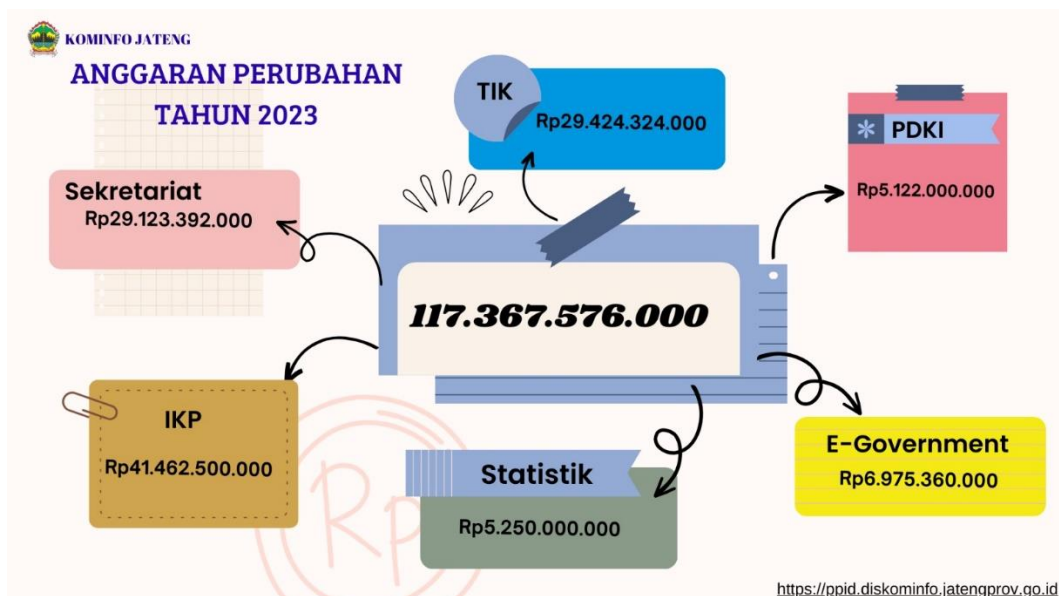 KOMINFO JATENG
ANGGARAN PERUBAHAN
TAHUN 2023
TIK
Rp29.424.324.000
PDKI
Rp5.122.000.000
Sekretariat
Rp29.123.392.000
117.367.576.000
IKP
Rp41.462.500.000
Statistik
Rp5.250.000.000
E-Government
Rp6.975.360.000
Rp
https://ppid.diskominfo.jatengprov.go.id